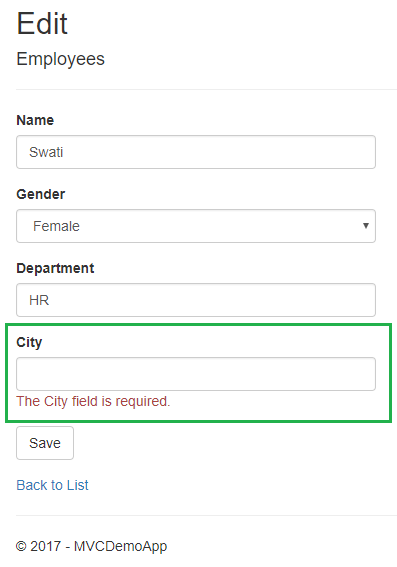 Edit
Employees
Name
Swati
Gender
Female
Department
HR
City
The City field is required.
Save
Back to List
© 2017 - MVCDemoApp